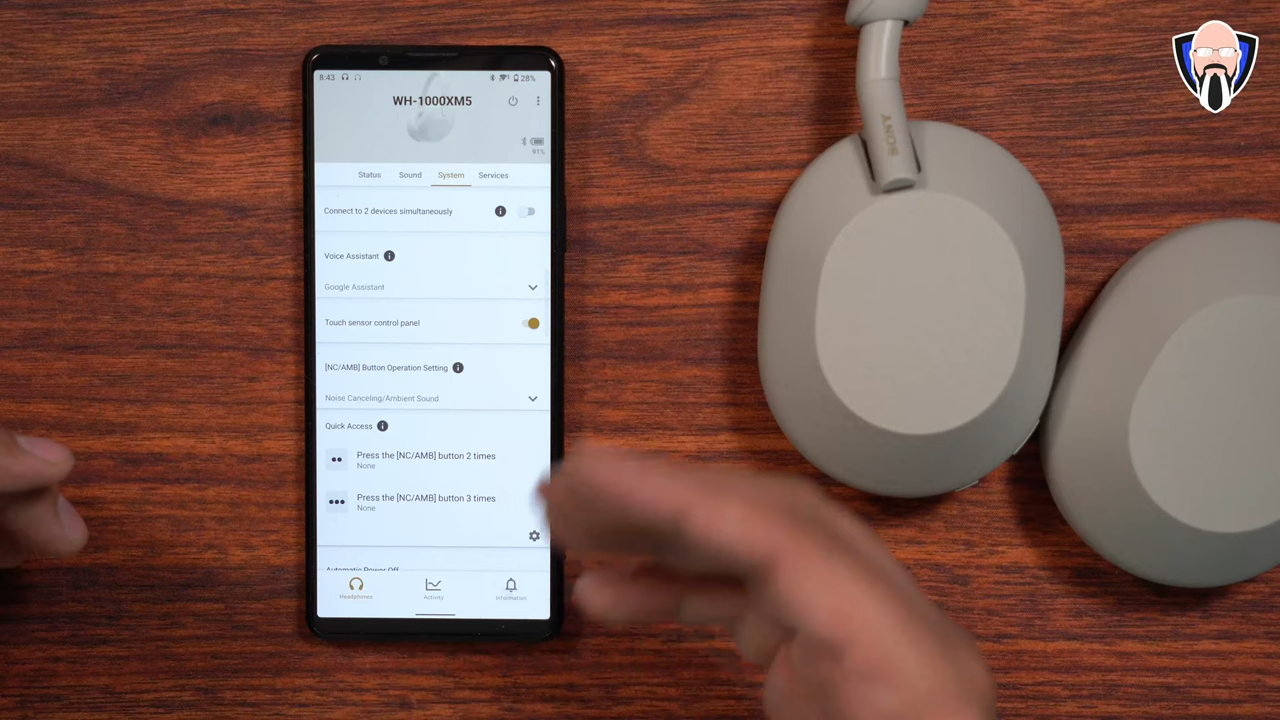 8:43
28%
WH-1000XM5
91%
Status Sound System Services
Connect to 2 devices simultaneously
Voice Assistant
Google Assistant
Touch sensor control panel
[NC/AMB] Button Operation Setting
Noise Canceling/Ambient Sound
Quick Access
Press the [NC/AMB] button 2 times
None
Press the [NC/AMB] button 3 times
None
Automatic Power Off
Headphones Activity Information
SONY